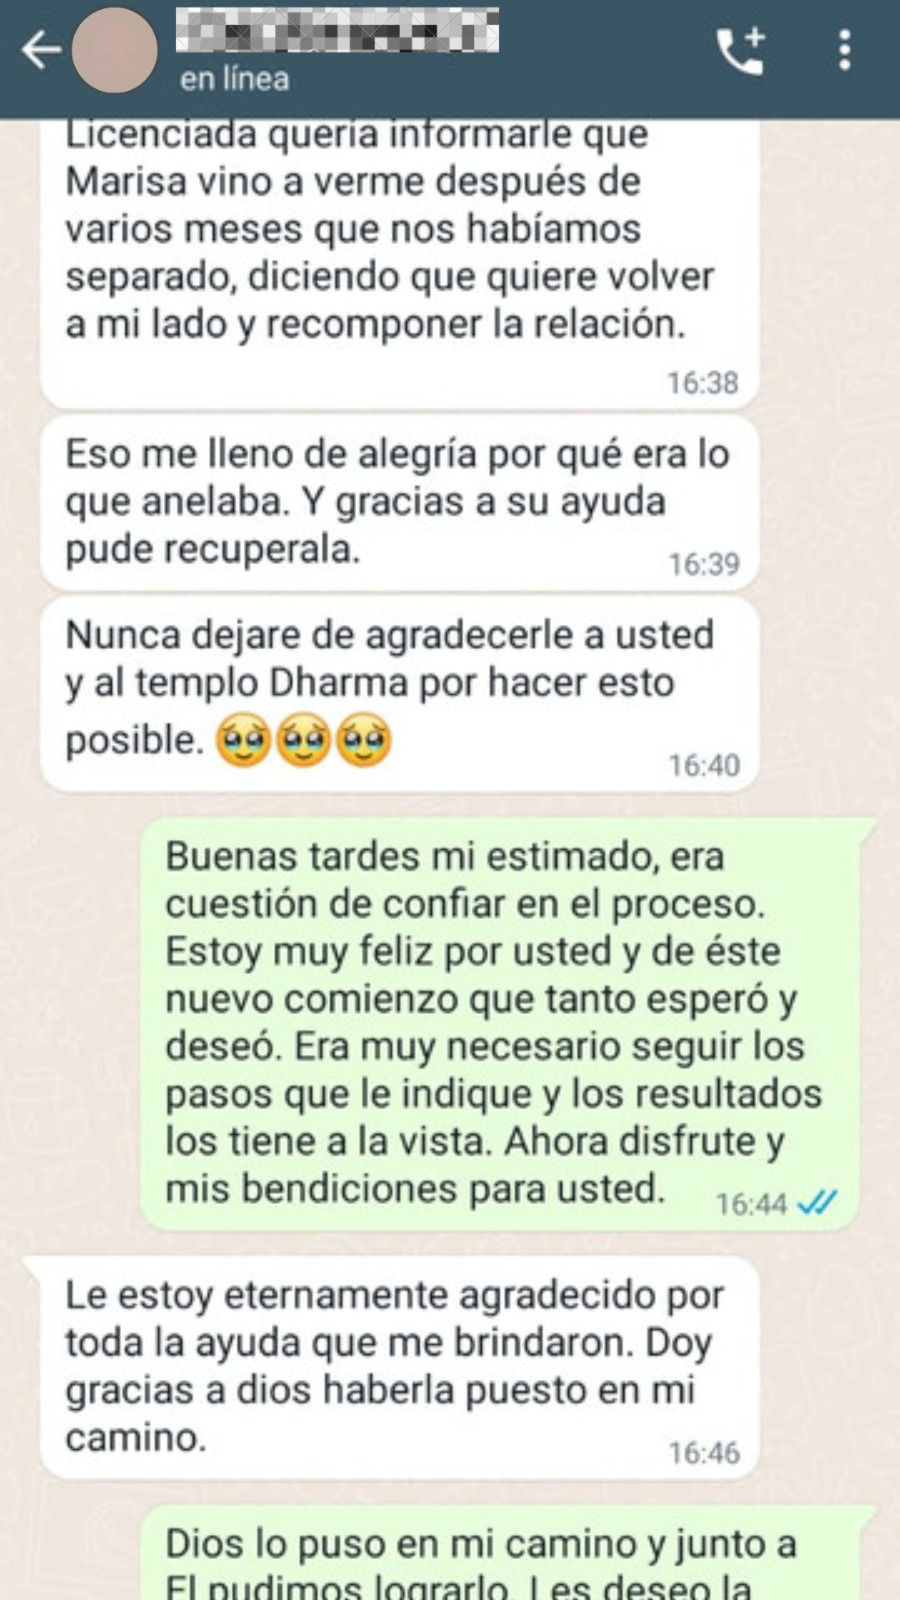 en línea
Licenciada quería informarle que
Marisa vino a verme después de
varios meses que nos habíamos
separado, diciendo que quiere volver
a mi lado y recomponer la relación.
16:38
Eso me lleno de alegría por qué era lo
que anelaba. Y gracias a su ayuda
pude recuperala.
16:39
Nunca dejare de agradecerle a usted
y al templo Dharma por hacer esto
posible. 🥹🥹🥹
16:40
Buenas tardes mi estimado, era
cuestión de confiar en el proceso.
Estoy muy feliz por usted y de éste
nuevo comienzo que tanto esperó y
deseó. Era muy necesario seguir los
pasos que le indique y los resultados
los tiene a la vista. Ahora disfrute y
mis bendiciones para usted.
16:44
Le estoy eternamente agradecido por
toda la ayuda que me brindaron. Doy
gracias a dios haberla puesto en mi
camino.
16:46
Dios lo puso en mi camino y junto a
El pudimos lograrlo. Les deseo la